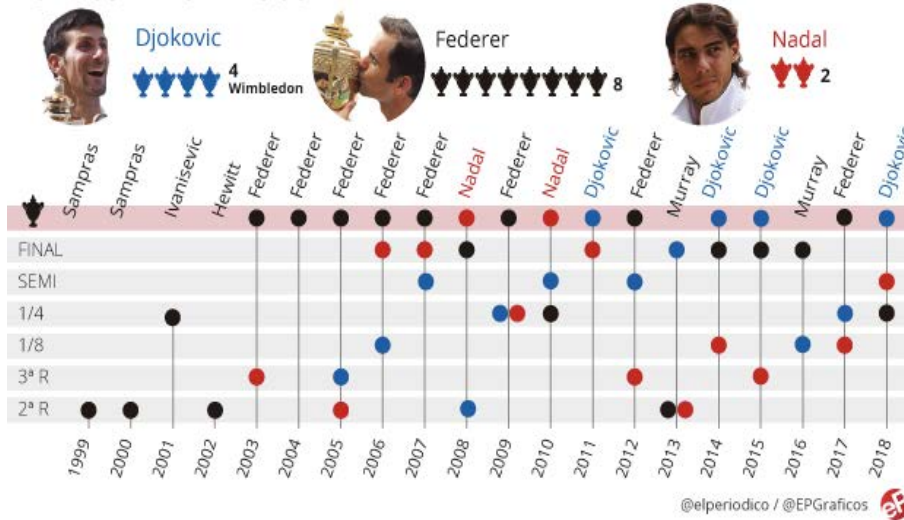 Djokovic
4
Wimbledon
Federer
8
Nadal
2
Sampras
Sampras
Ivanisevic
Hewitt
Federer
Federer
Federer
Federer
Federer
Nadal
Federer
Nadal
Djokovic
Federer
Murray
Djokovic
Djokovic
Murray
Federer
Djokovic
FINAL
SEMI
1/4
1/8
3ª R
2ª R
1999 2000 2001 2002 2003 2004 2005 2006 2007 2008 2009 2010 2011 2012 2013 2014 2015 2016 2017 2018
@elperiodico / @EPGraficos eP